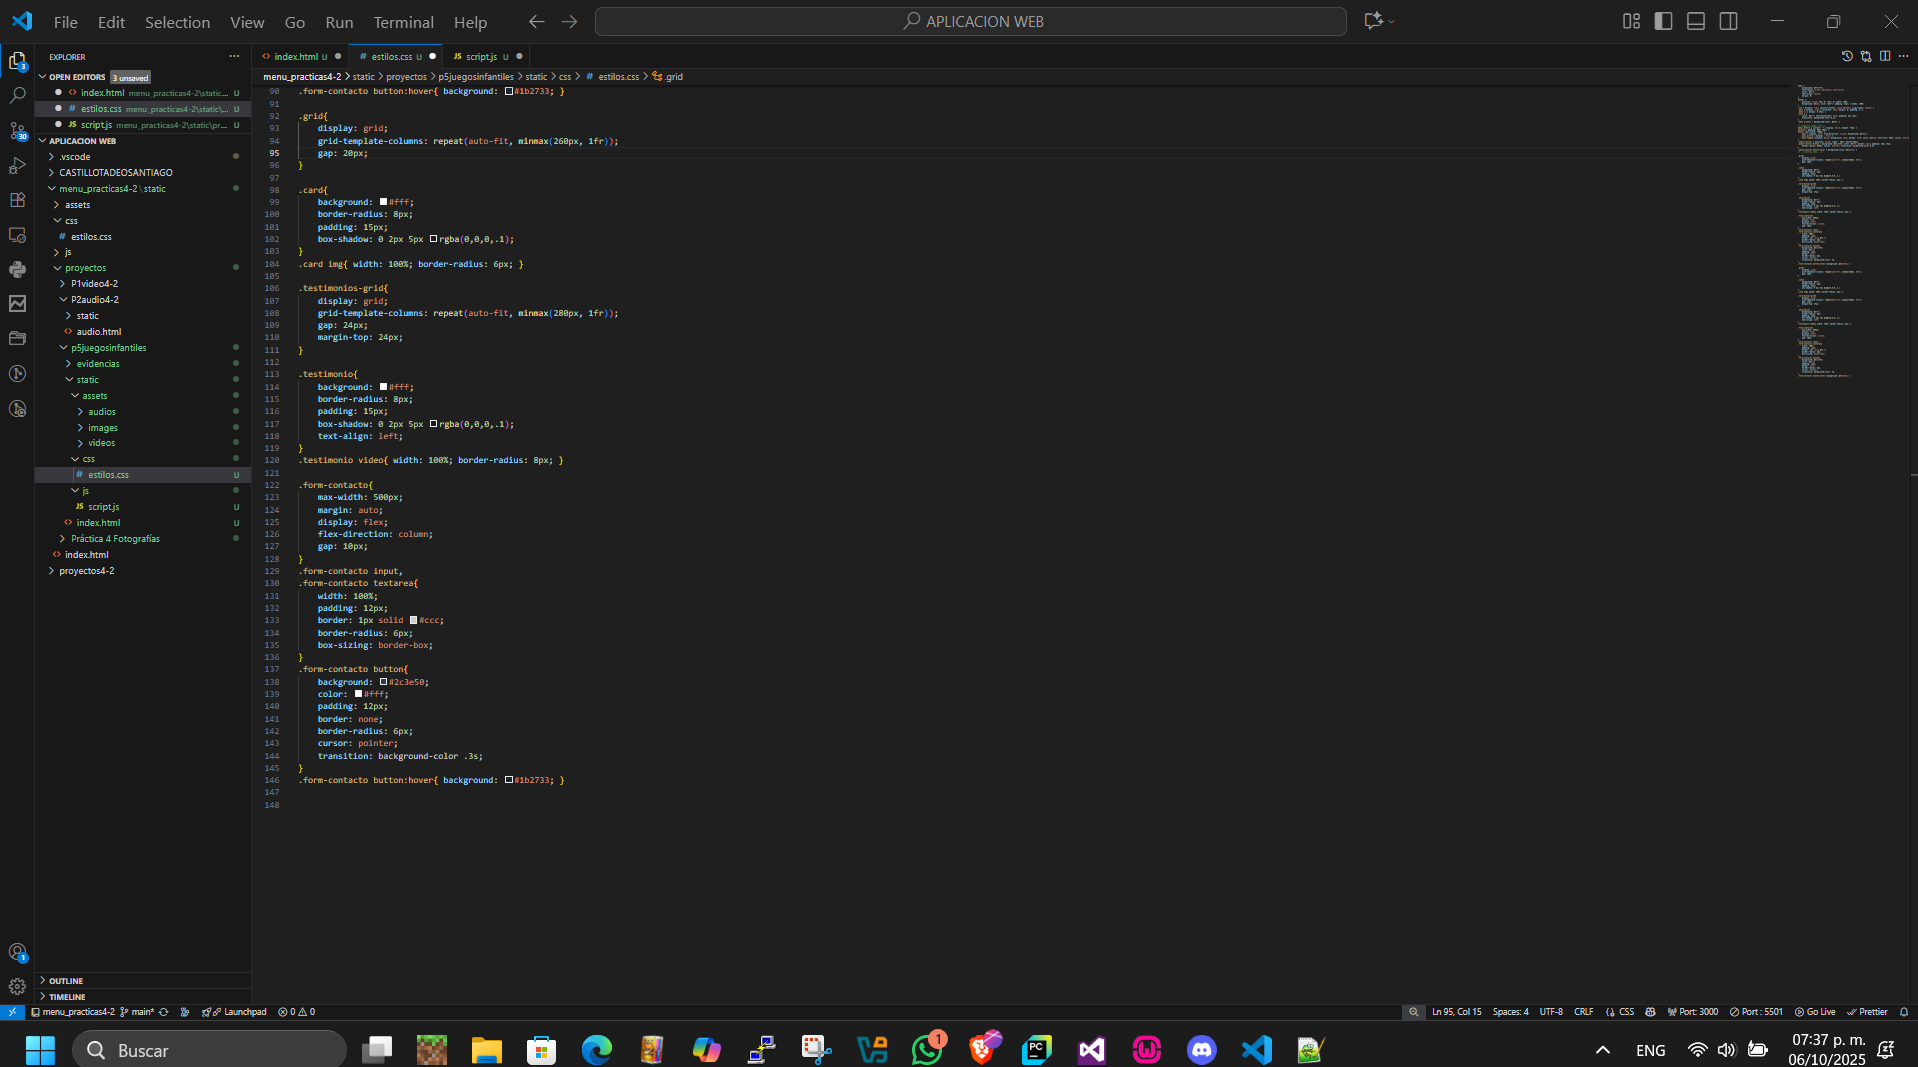 File Edit Selection View Go Run Terminal Help
APLICACION WEB
EXPLORER
OPEN EDITORS 3 unsaved
index.html menu_practicas4-2\static... U
estilos.css menu_practicas4-2\static\... U
JS script.js menu_practicas4-2\static\pr... U
APLICACION WEB
.vscode
CASTILLOTADEOSANTIAGO
menu_practicas4-2 \ static
assets
css
# estilos.css
js
proyectos
P1video4-2
P2audio4-2
static
<> audio.html
p5juegosinfantiles
evidencias
static
assets
audios
images
videos
css
# estilos.css U
js
JS script.js U
<> index.html U
Práctica 4 Fotografías
<> index.html
proyectos4-2
OUTLINE
TIMELINE
<> index.html U
# estilos.css U
JS script.js U
menu_practicas4-2 > static > proyectos > p5juegosinfantiles > static > css > # estilos.css > .grid
90 .form-contacto button:hover{ background: #1b2733; }
91
92 .grid{
93 display: grid;
94 grid-template-columns: repeat(auto-fit, minmax(260px, 1fr));
95 gap: 20px;
96 }
97
98 .card{
99 background: #fff;
100 border-radius: 8px;
101 padding: 15px;
102 box-shadow: 0 2px 5px rgba(0,0,0,.1);
103 }
104 .card img{ width: 100%; border-radius: 6px; }
105
106 .testimonios-grid{
107 display: grid;
108 grid-template-columns: repeat(auto-fit, minmax(280px, 1fr));
109 gap: 24px;
110 margin-top: 24px;
111 }
112
113 .testimonio{
114 background: #fff;
115 border-radius: 8px;
116 padding: 15px;
117 box-shadow: 0 2px 5px rgba(0,0,0,.1);
118 text-align: left;
119 }
120 .testimonio video{ width: 100%; border-radius: 8px; }
121
122 .form-contacto{
123 max-width: 500px;
124 margin: auto;
125 display: flex;
126 flex-direction: column;
127 gap: 10px;
128 }
129 .form-contacto input,
130 .form-contacto textarea{
131 width: 100%;
132 padding: 12px;
133 border: 1px solid #ccc;
134 border-radius: 6px;
135 box-sizing: border-box;
136 }
137 .form-contacto button{
138 background: #2c3e50;
139 color: #fff;
140 padding: 12px;
141 border: none;
142 border-radius: 6px;
143 cursor: pointer;
144 transition: background-color .3s;
145 }
146 .form-contacto button:hover{ background: #1b2733; }
147
148
menu_practicas4-2 main* Launchpad 0 0
Ln 95, Col 15 Spaces: 4 UTF-8 CRLF {} CSS Port: 3000 Port : 5501 Go Live Prettier
Buscar
1
ENG
07:37 p. m.
06/10/2025